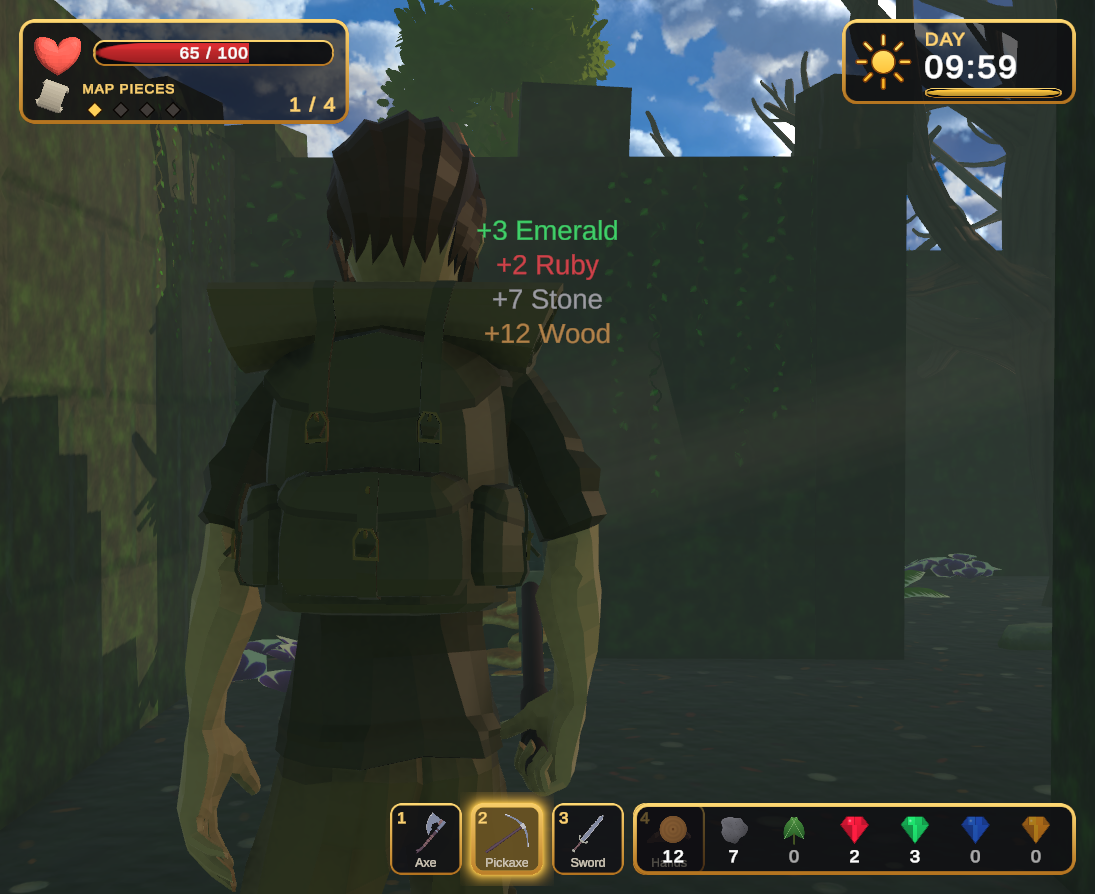 65 / 100
MAP PIECES
1 / 4
DAY
09:59
+3 Emerald
+2 Ruby
+7 Stone
+12 Wood
1
Axe
2
Pickaxe
3
Sword
4
Hands
12
7
0
2
3
0
0